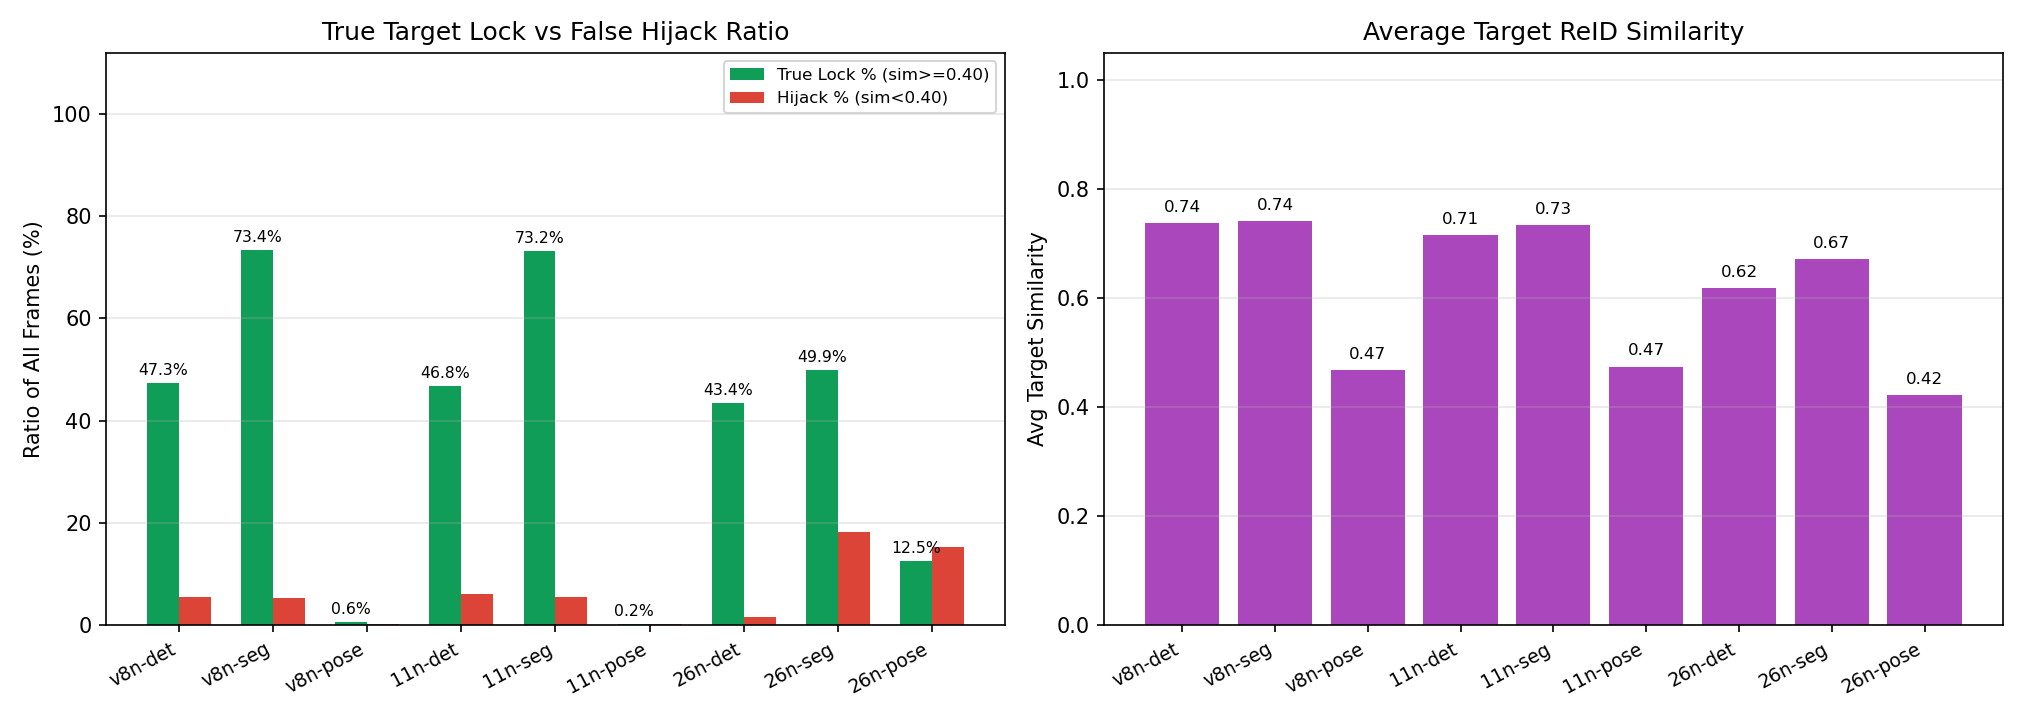 True Target Lock vs False Hijack Ratio
True Lock % (sim>=0.40)
Hijack % (sim<0.40)
Ratio of All Frames (%)
100
80
60
40
20
0
47.3%
73.4%
0.6%
46.8%
73.2%
0.2%
43.4%
49.9%
12.5%
v8n-det
v8n-seg
v8n-pose
11n-det
11n-seg
11n-pose
26n-det
26n-seg
26n-pose
Average Target ReID Similarity
Avg Target Similarity
1.0
0.8
0.6
0.4
0.2
0.0
0.74
0.74
0.47
0.71
0.73
0.47
0.62
0.67
0.42
v8n-det
v8n-seg
v8n-pose
11n-det
11n-seg
11n-pose
26n-det
26n-seg
26n-pose